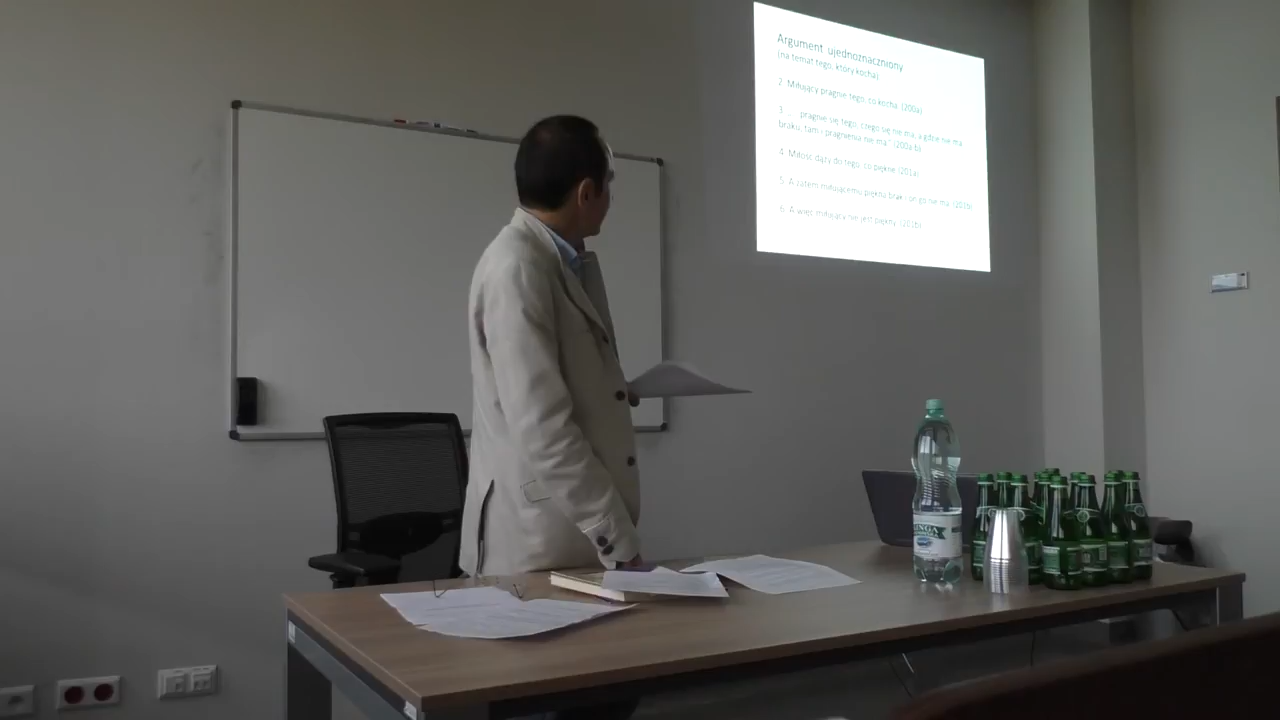 Argument ujednoznaczniony
(na temat tego, który kocha)
2. Miłujący pragnie tego, co kocha. (200a)
3. „... pragnie się tego, czego się nie ma, a gdzie nie ma
braku, tam i pragnienia nie ma.” (200a-b)
4. Miłość dąży do tego, co piękne. (201a)
5. A zatem miłującemu piękna brak i on go nie ma. (201b)
6. A więc miłujący nie jest piękny. (201b)